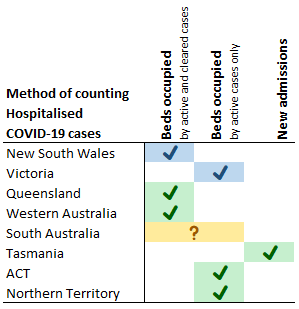 Method of counting
Hospitalised
COVID-19 cases
Beds occupied
by active and cleared cases
Beds occupied
by active cases only
New admissions
New South Wales ✔
Victoria ✔
Queensland ✔
Western Australia ✔
South Australia ?
Tasmania ✔
ACT ✔
Northern Territory ✔